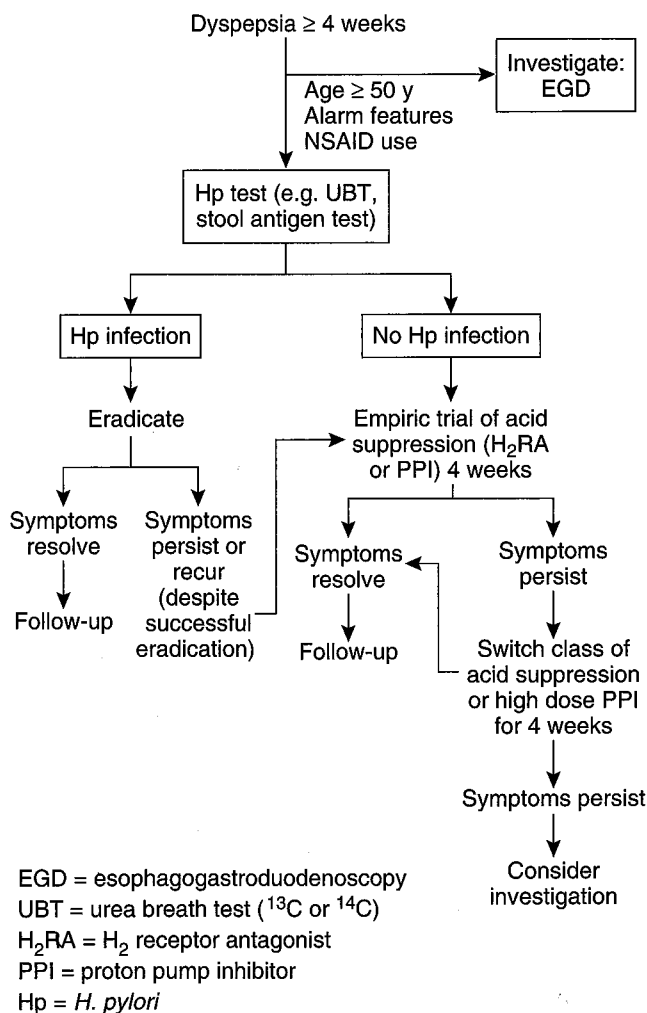 Dyspepsia ≥ 4 weeks
Investigate:
EGD
Age ≥ 50 y
Alarm features
NSAID use
Hp test (e.g. UBT,
stool antigen test)
Hp infection
No Hp infection
Eradicate
Empiric trial of acid
suppression (H₂RA
or PPI) 4 weeks
Symptoms
resolve
Symptoms
persist or
recur
(despite
successful
eradication)
Follow-up
Symptoms
resolve
Follow-up
Symptoms
persist
Switch class of
acid suppression
or high dose PPI
for 4 weeks
Symptoms persist
Consider
investigation
EGD = esophagogastroduodenoscopy
UBT = urea breath test (¹³C or ¹⁴C)
H₂RA = H₂ receptor antagonist
PPI = proton pump inhibitor
Hp = H. pylori